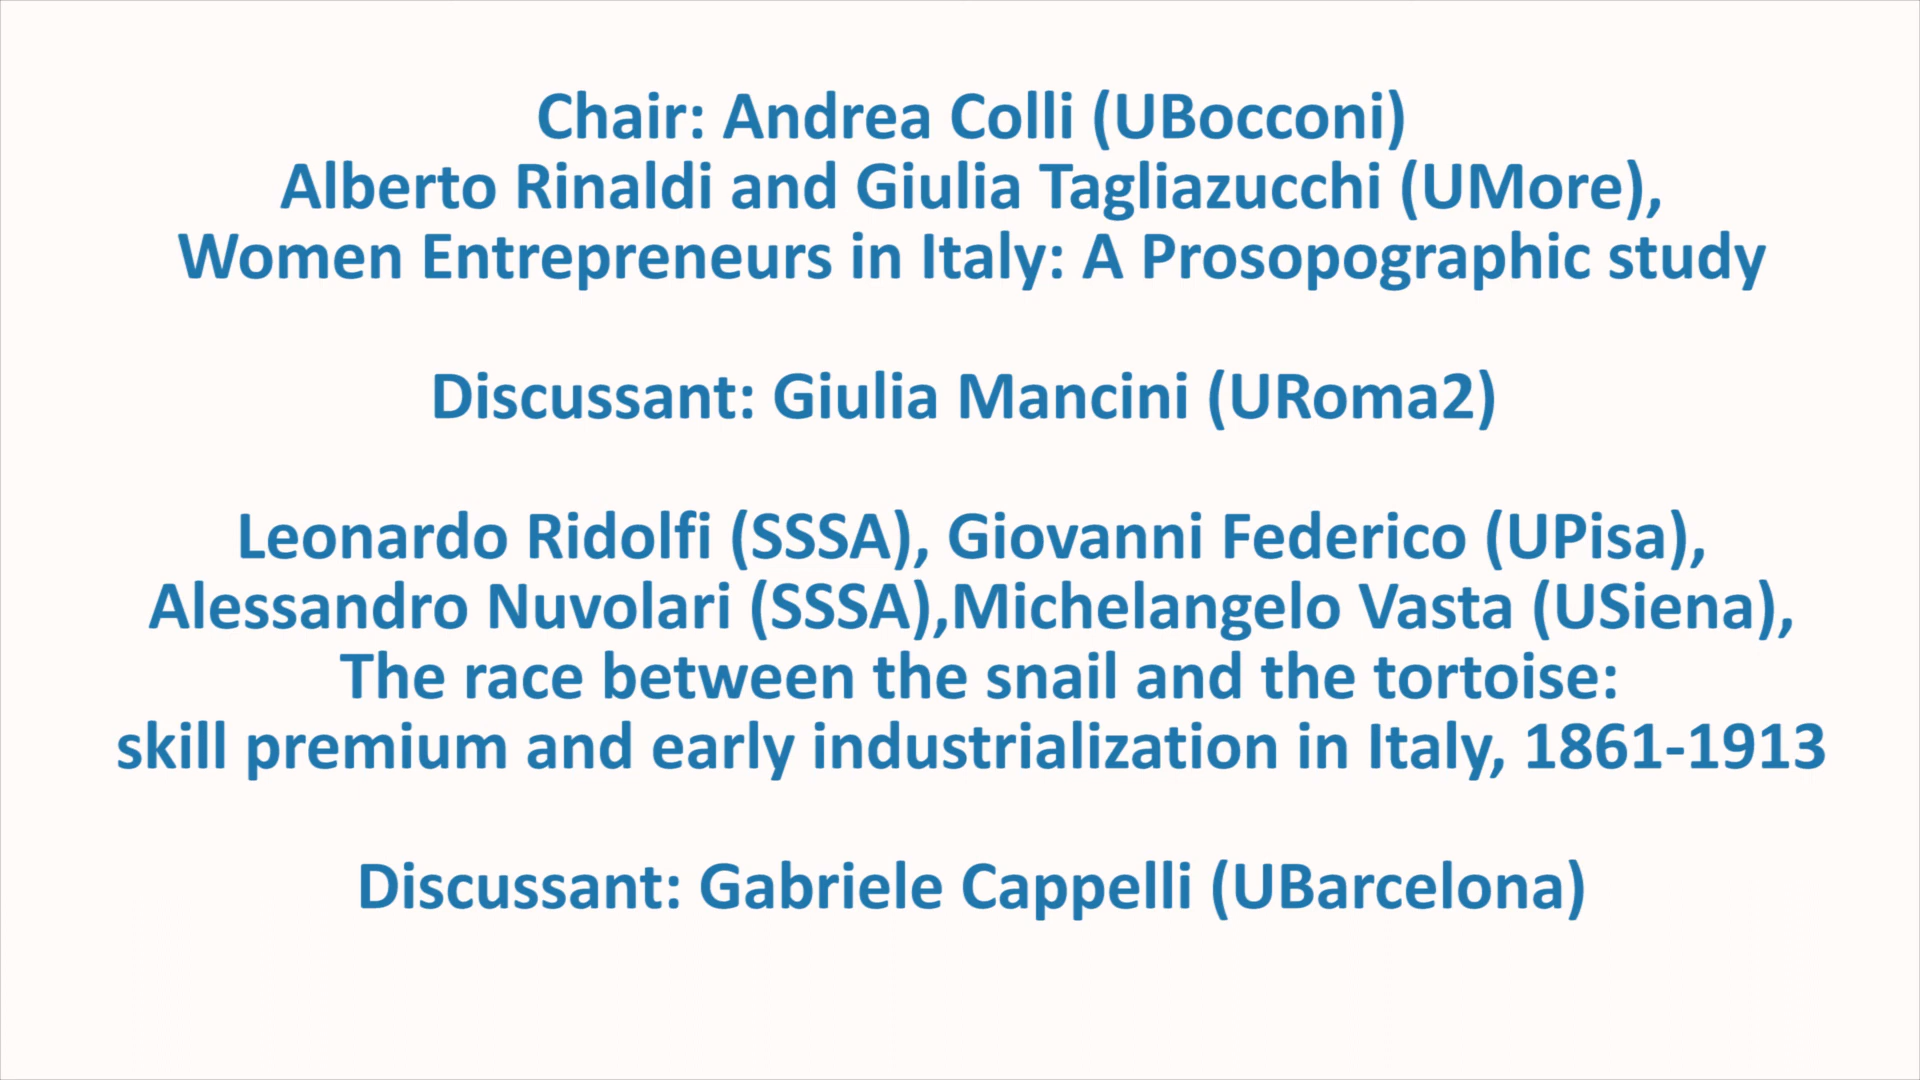 Chair: Andrea Colli (UBocconi)
Alberto Rinaldi and Giulia Tagliazucchi (UMore),
Women Entrepreneurs in Italy: A Prosopographic study
Discussant: Giulia Mancini (URoma2)
Leonardo Ridolfi (SSSA), Giovanni Federico (UPisa),
Alessandro Nuvolari (SSSA),Michelangelo Vasta (USiena),
The race between the snail and the tortoise:
skill premium and early industrialization in Italy, 1861-1913
Discussant: Gabriele Cappelli (UBarcelona)